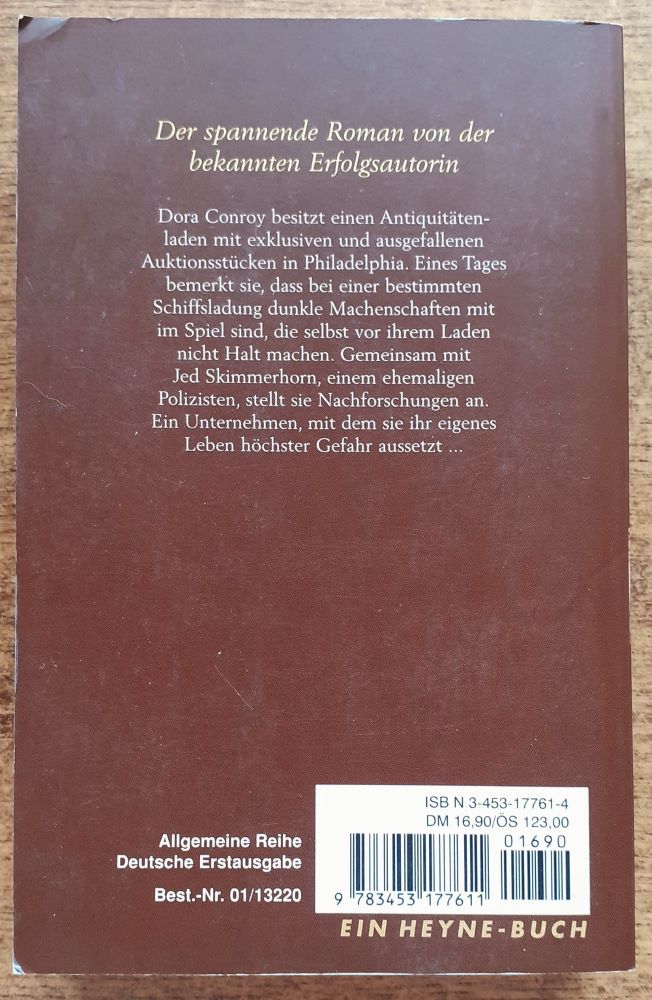 Der spannende Roman von der
bekannten Erfolgsautorin
Dora Conroy besitzt einen Antiquitäten-
laden mit exklusiven und ausgefallenen
Auktionsstücken in Philadelphia. Eines Tages
bemerkt sie, dass bei einer bestimmten
Schiffsladung dunkle Machenschaften mit
im Spiel sind, die selbst vor ihrem Laden
nicht Halt machen. Gemeinsam mit
Jed Skimmerhorn, einem ehemaligen
Polizisten, stellt sie Nachforschungen an.
Ein Unternehmen, mit dem sie ihr eigenes
Leben höchster Gefahr aussetzt ...
Allgemeine Reihe
Deutsche Erstausgabe
Best.-Nr. 01/13220
ISBN 3-453-17761-4
DM 16,90/ÖS 123,00
01690
9 783453 177611
EIN HEYNE-BUCH